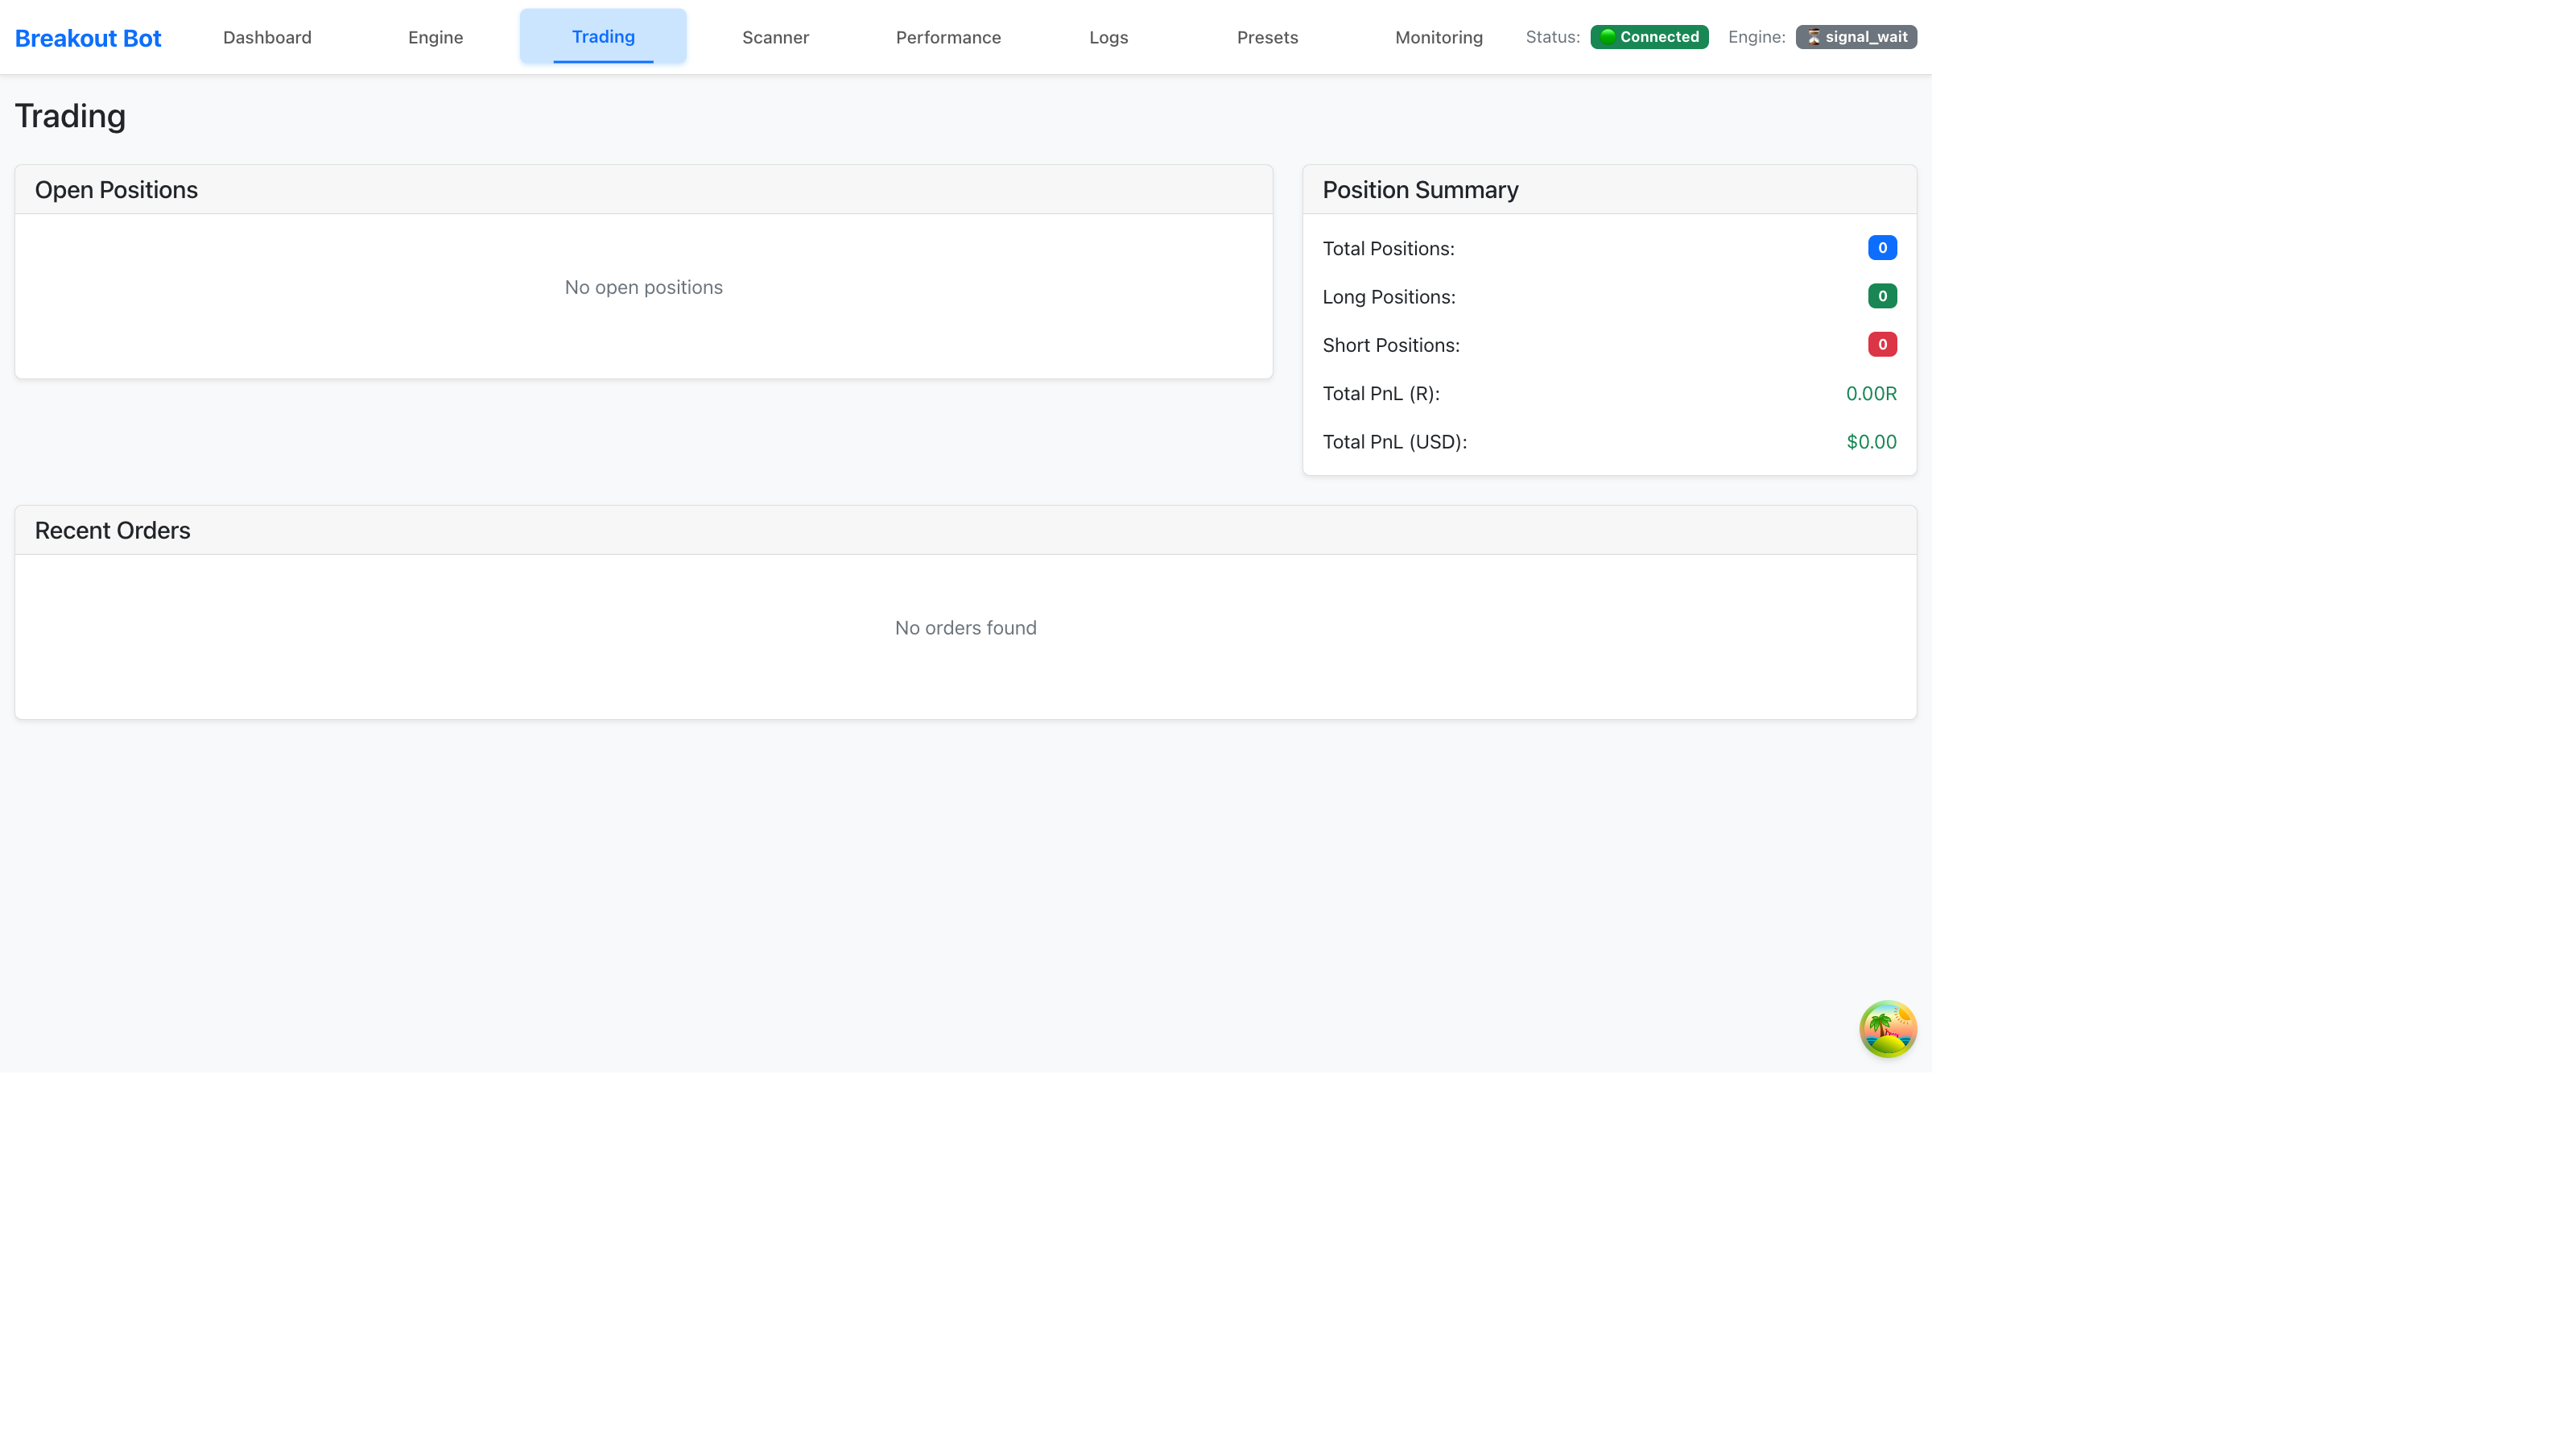 Breakout Bot Dashboard Engine Trading Scanner Performance Logs Presets Monitoring Status: Connected Engine: signal_wait
Trading
Open Positions
No open positions
Position Summary
Total Positions: 0
Long Positions: 0
Short Positions: 0
Total PnL (R): 0.00R
Total PnL (USD): $0.00
Recent Orders
No orders found